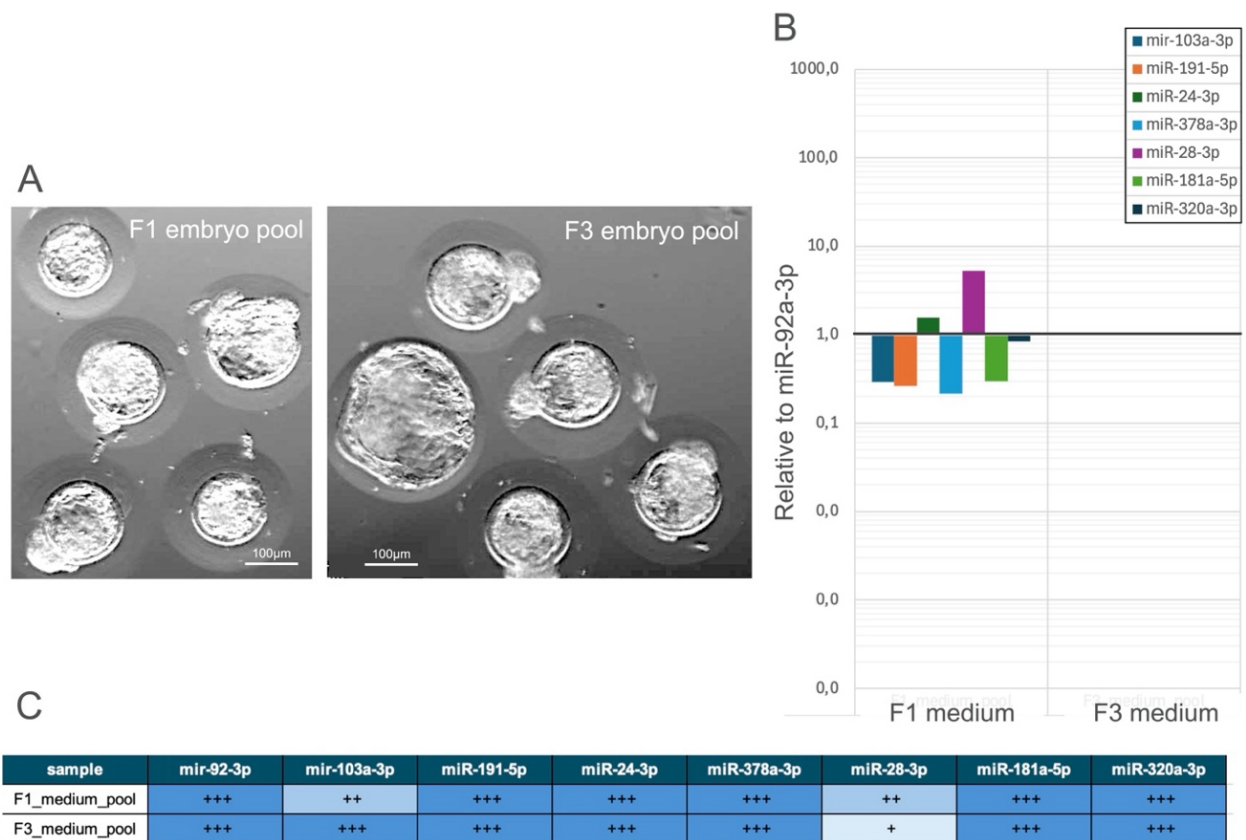 A
F1 embryo pool
100µm
F3 embryo pool
100µm
B
mir-103a-3p
miR-191-5p
miR-24-3p
miR-378a-3p
miR-28-3p
miR-181a-5p
miR-320a-3p
Relative to miR-92a-3p
1000,0
100,0
10,0
1,0
0,1
0,0
0,0
0,0
F1_medium_pool
F3_medium_pool
F1 medium
F3 medium
C
sample mir-92-3p mir-103a-3p miR-191-5p miR-24-3p miR-378a-3p miR-28-3p miR-181a-5p miR-320a-3p
F1_medium_pool +++ ++ +++ +++ +++ ++ +++ +++
F3_medium_pool +++ +++ +++ +++ +++ + +++ +++